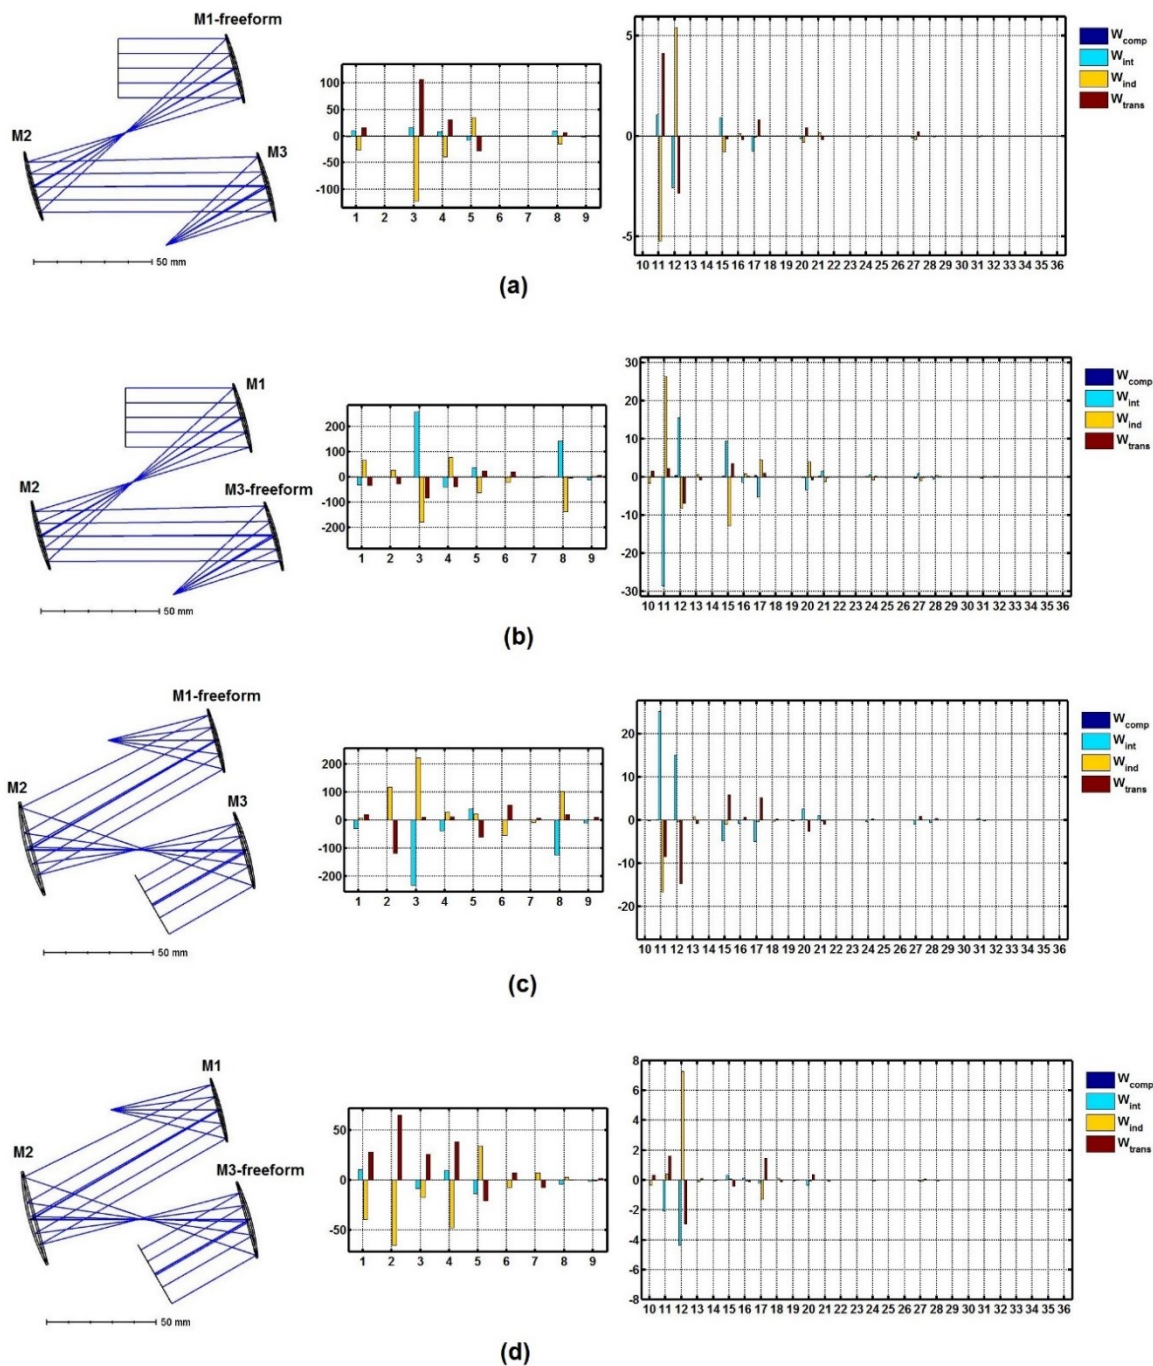 M1-freeform
M2
M3
50 mm
100
50
0
-50
-100
1 2 3 4 5 6 7 8 9
5
0
-5
10 11 12 13 14 15 16 17 18 19 20 21 22 23 24 25 26 27 28 29 30 31 32 33 34 35 36
Wcomp
Wint
Wind
Wtrans
(a)
M1
M2
M3-freeform
50 mm
200
100
0
-100
-200
1 2 3 4 5 6 7 8 9
30
20
10
0
-10
-20
-30
10 11 12 13 14 15 16 17 18 19 20 21 22 23 24 25 26 27 28 29 30 31 32 33 34 35 36
Wcomp
Wint
Wind
Wtrans
(b)
M1-freeform
M2
M3
50 mm
200
100
0
-100
-200
1 2 3 4 5 6 7 8 9
20
10
0
-10
-20
10 11 12 13 14 15 16 17 18 19 20 21 22 23 24 25 26 27 28 29 30 31 32 33 34 35 36
Wcomp
Wint
Wind
Wtrans
(c)
M1
M2
M3-freeform
50 mm
50
0
-50
1 2 3 4 5 6 7 8 9
8
6
4
2
0
-2
-4
-6
-8
10 11 12 13 14 15 16 17 18 19 20 21 22 23 24 25 26 27 28 29 30 31 32 33 34 35 36
Wcomp
Wint
Wind
Wtrans
(d)